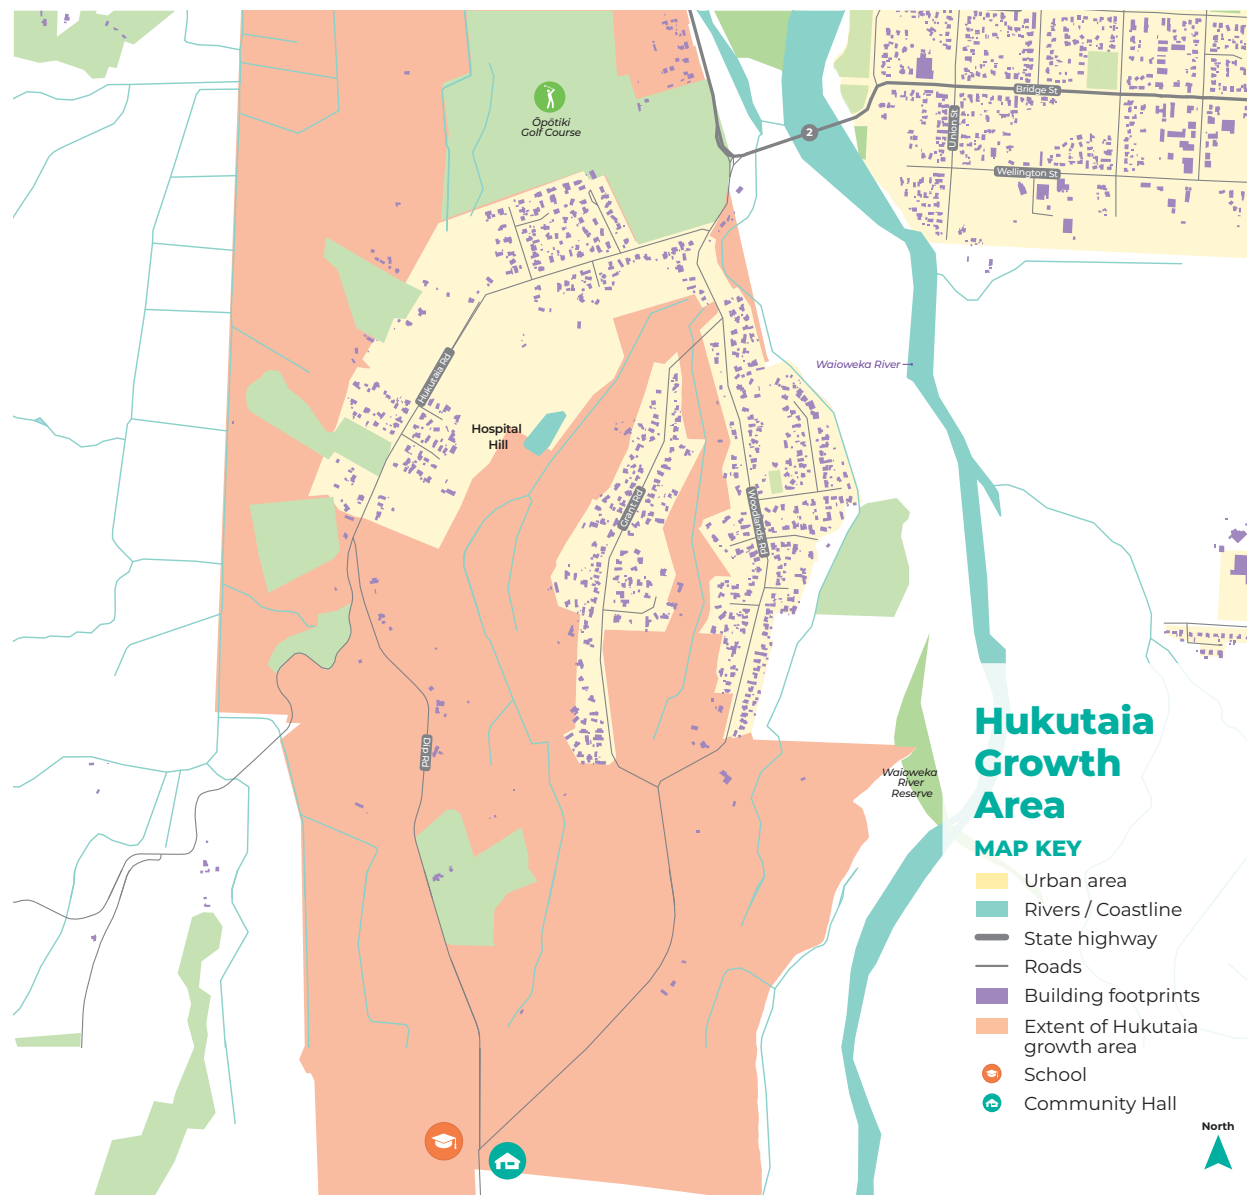 Ōpōtiki
Golf Course
2
Bridge St
Union St
Wellington St
Waioweka River
Hukutaia Rd
Hospital
Hill
Grant Rd
Woodlands Rd
Dip Rd
Waioweka
River
Reserve
Hukutaia
Growth
Area
MAP KEY
Urban area
Rivers / Coastline
State highway
Roads
Building footprints
Extent of Hukutaia
growth area
School
Community Hall
North